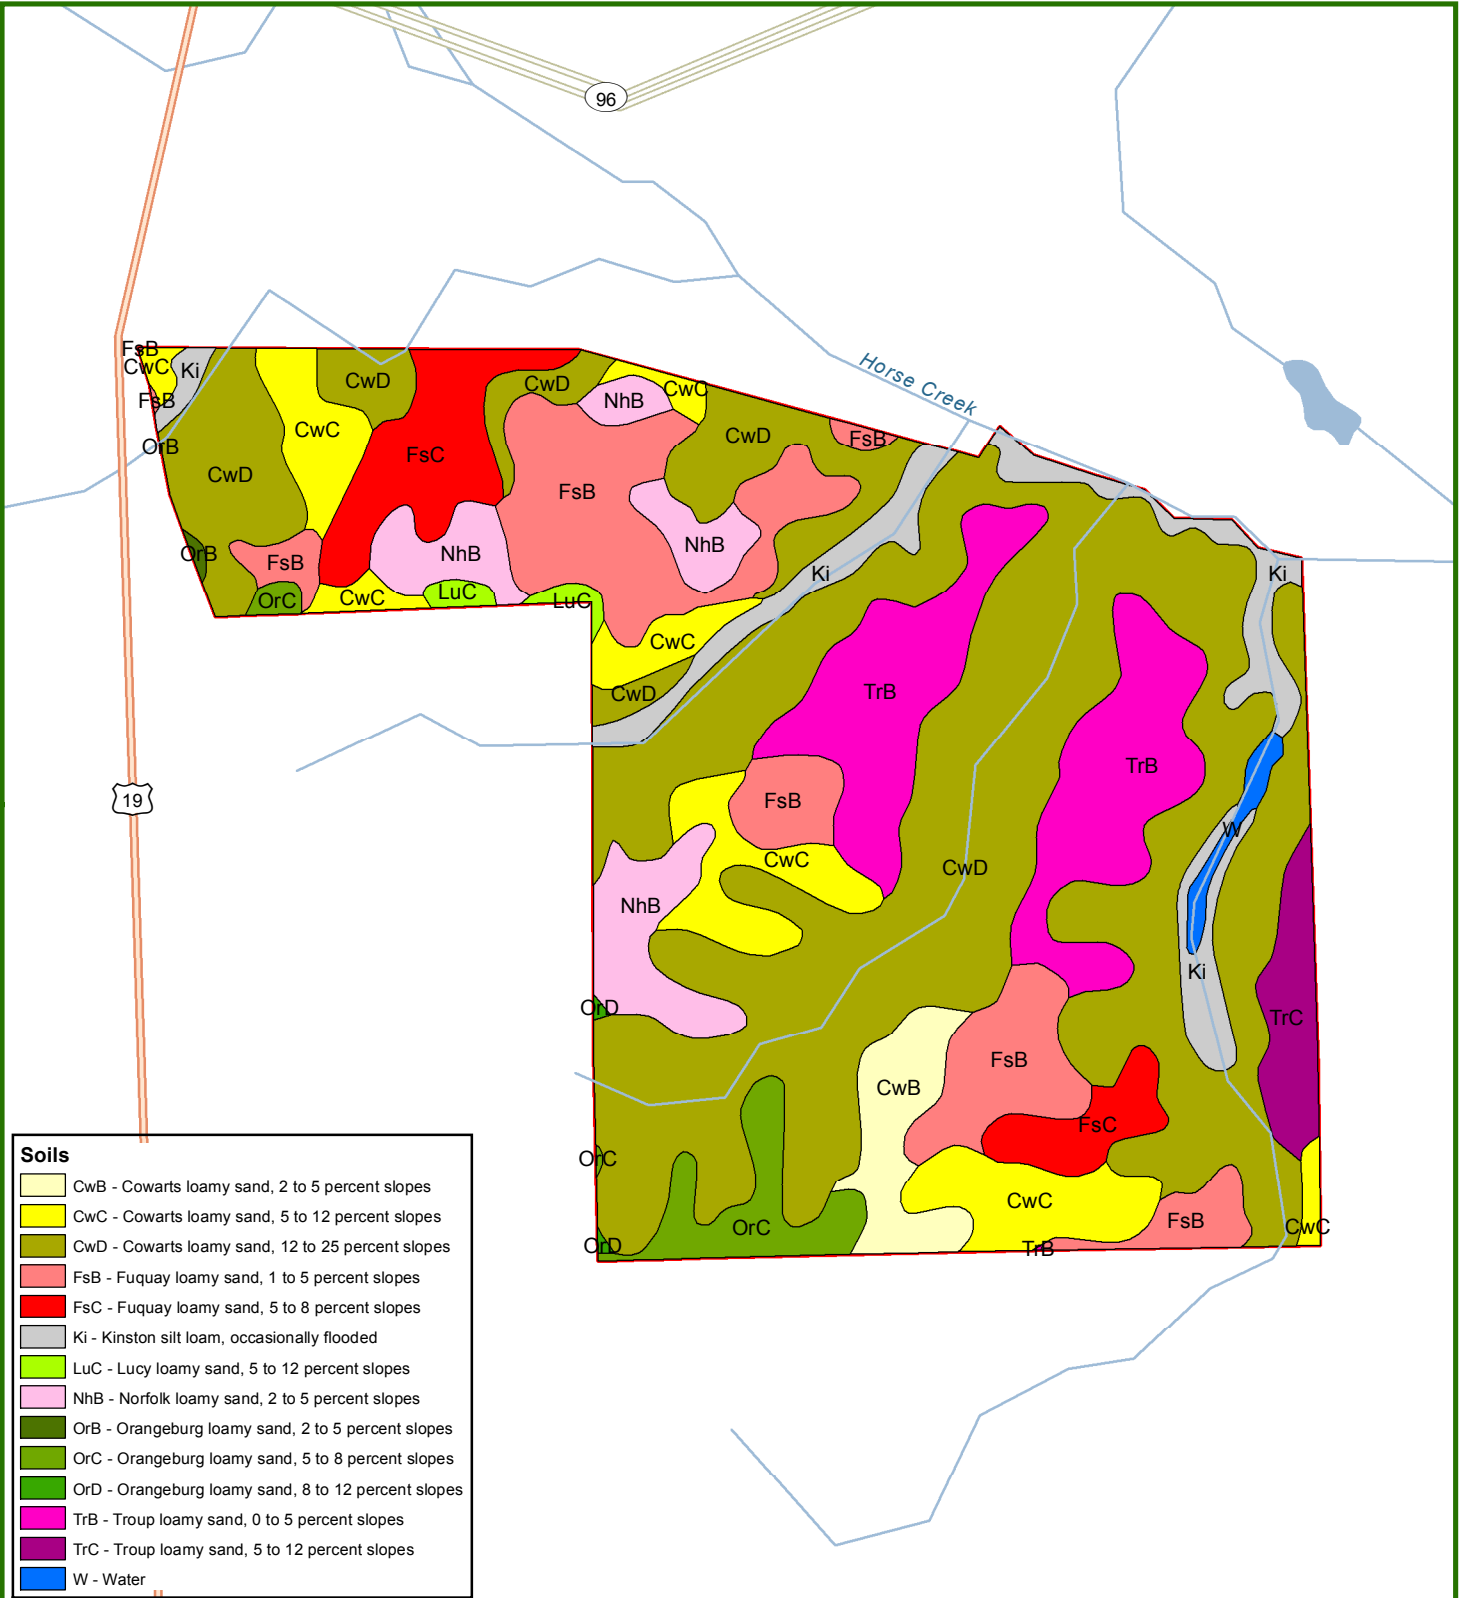 96
Horse Creek
FsB
CwC
Ki
FsB
OrB
CwD
CwC
CwD
FsC
CwD
NhB
CwC
CwD
FsB
FsB
NhB
OrB
FsB
OrC
CwC
NhB
LuC
LuC
Ki
Ki
CwC
CwD
TrB
TrB
19
FsB
CwC
W
CwD
NhB
Ki
OrD
TrC
FsB
CwB
FsC
OrC
CwC
OrC
FsB
CwC
OrD
TrB
Soils
CwB - Cowarts loamy sand, 2 to 5 percent slopes
CwC - Cowarts loamy sand, 5 to 12 percent slopes
CwD - Cowarts loamy sand, 12 to 25 percent slopes
FsB - Fuquay loamy sand, 1 to 5 percent slopes
FsC - Fuquay loamy sand, 5 to 8 percent slopes
Ki - Kinston silt loam, occasionally flooded
LuC - Lucy loamy sand, 5 to 12 percent slopes
NhB - Norfolk loamy sand, 2 to 5 percent slopes
OrB - Orangeburg loamy sand, 2 to 5 percent slopes
OrC - Orangeburg loamy sand, 5 to 8 percent slopes
OrD - Orangeburg loamy sand, 8 to 12 percent slopes
TrB - Troup loamy sand, 0 to 5 percent slopes
TrC - Troup loamy sand, 5 to 12 percent slopes
W - Water